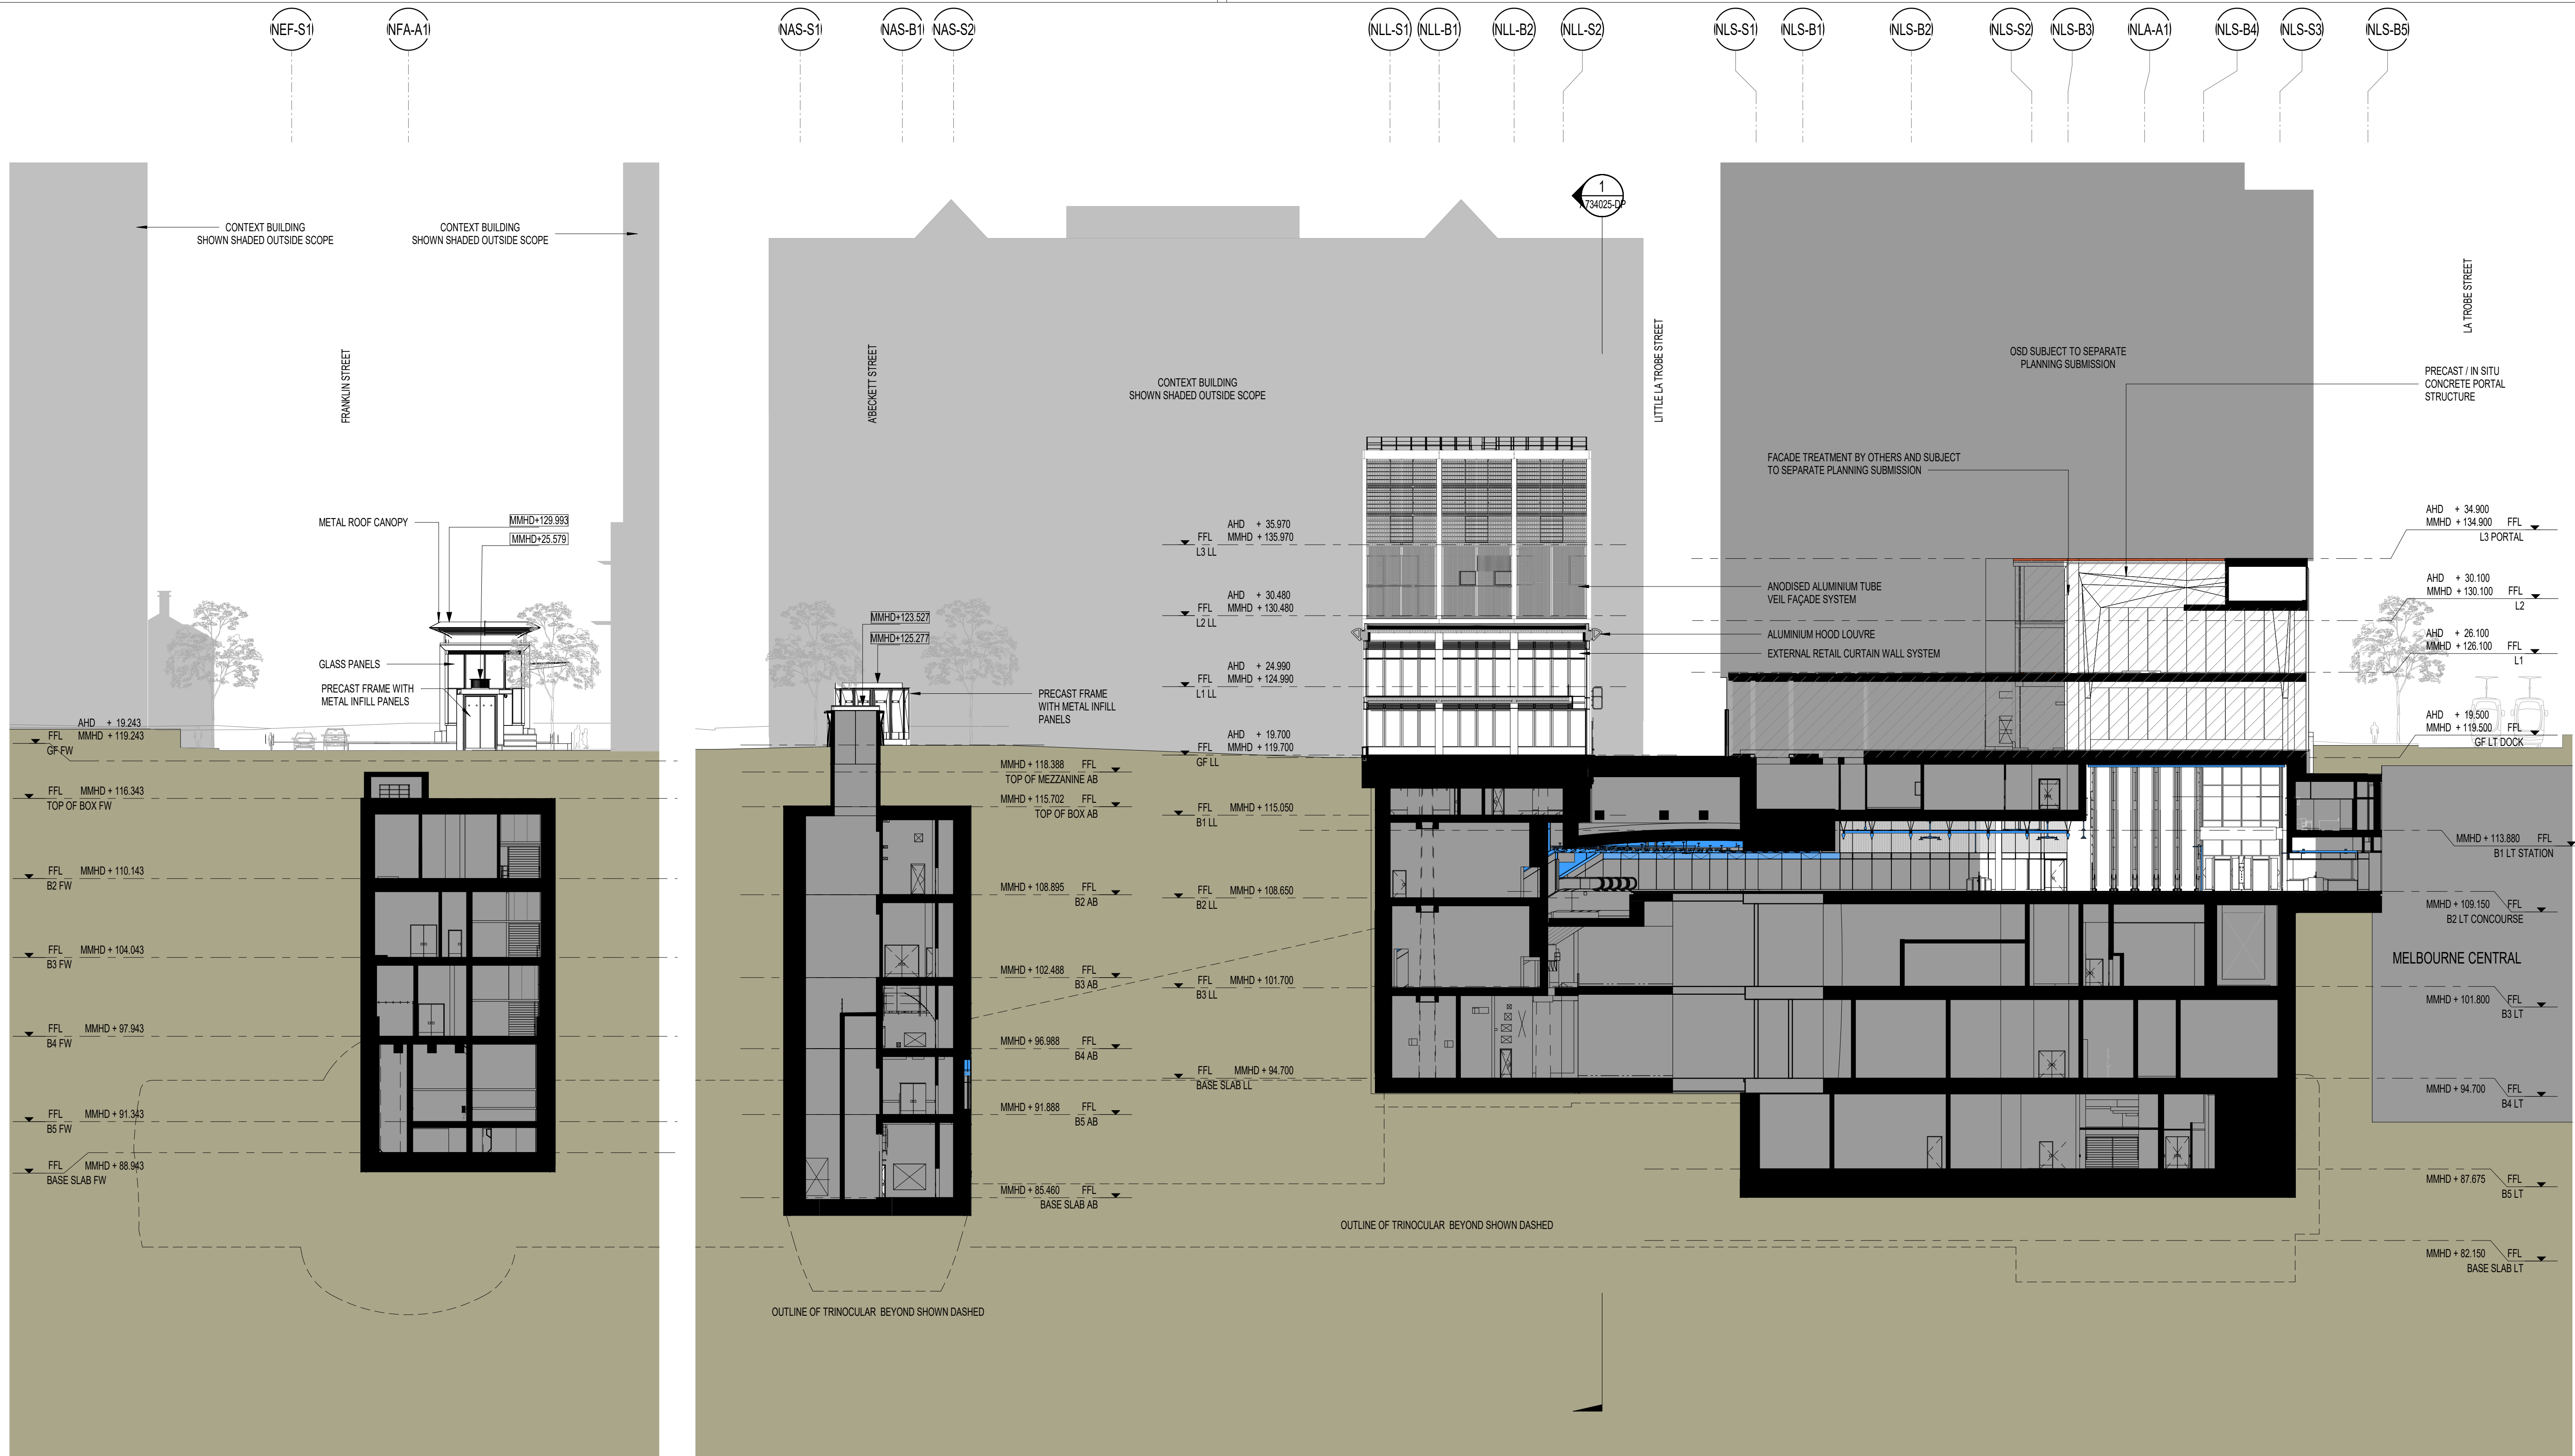 NEF-S1
NFA-A1
NAS-S1
NAS-B1
NAS-S2
NLL-S1
NLL-B1
NLL-B2
NLL-S2
NLS-S1
NLS-B1
NLS-B2
NLS-S2
NLS-B3
NLA-A1
NLS-B4
NLS-S3
NLS-B5
CONTEXT BUILDING
SHOWN SHADED OUTSIDE SCOPE
CONTEXT BUILDING
SHOWN SHADED OUTSIDE SCOPE
FRANKLIN STREET
METAL ROOF CANOPY
MMHD+129.993
MMHD+25.579
GLASS PANELS
PRECAST FRAME WITH
METAL INFILL PANELS
AHD + 19.243
FFL MMHD + 119.243
GF FW
FFL MMHD + 116.343
TOP OF BOX FW
FFL MMHD + 110.143
B2 FW
FFL MMHD + 104.043
B3 FW
FFL MMHD + 97.943
B4 FW
FFL MMHD + 91.343
B5 FW
FFL MMHD + 88.943
BASE SLAB FW
A'BECKETT STREET
CONTEXT BUILDING
SHOWN SHADED OUTSIDE SCOPE
MMHD+123.527
MMHD+125.277
PRECAST FRAME
WITH METAL INFILL
PANELS
MMHD + 118.388 FFL
TOP OF MEZZANINE AB
MMHD + 115.702 FFL
TOP OF BOX AB
MMHD + 108.895 FFL
B2 AB
MMHD + 102.488 FFL
B3 AB
MMHD + 96.988 FFL
B4 AB
MMHD + 91.888 FFL
B5 AB
MMHD + 85.460 FFL
BASE SLAB AB
OUTLINE OF TRINOCULAR BEYOND SHOWN DASHED
AHD + 35.970
FFL MMHD + 135.970
L3 LL
AHD + 30.480
FFL MMHD + 130.480
L2 LL
AHD + 24.990
FFL MMHD + 124.990
L1 LL
AHD + 19.700
FFL MMHD + 119.700
GF LL
FFL MMHD + 115.050
B1 LL
FFL MMHD + 108.650
B2 LL
FFL MMHD + 101.700
B3 LL
FFL MMHD + 94.700
BASE SLAB LL
OUTLINE OF TRINOCULAR BEYOND SHOWN DASHED
1
A734025-DP
LITTLE LA TROBE STREET
ANODISED ALUMINIUM TUBE
VEIL FAÇADE SYSTEM
ALUMINIUM HOOD LOUVRE
EXTERNAL RETAIL CURTAIN WALL SYSTEM
FACADE TREATMENT BY OTHERS AND SUBJECT
TO SEPARATE PLANNING SUBMISSION
OSD SUBJECT TO SEPARATE
PLANNING SUBMISSION
LA TROBE STREET
PRECAST / IN SITU
CONCRETE PORTAL
STRUCTURE
AHD + 34.900
MMHD + 134.900 FFL
L3 PORTAL
AHD + 30.100
MMHD + 130.100 FFL
L2
AHD + 26.100
MMHD + 126.100 FFL
L1
AHD + 19.500
MMHD + 119.500 FFL
GF LT DOCK
MMHD + 113.880 FFL
B1 LT STATION
MMHD + 109.150 FFL
B2 LT CONCOURSE
MELBOURNE CENTRAL
MMHD + 101.800 FFL
B3 LT
MMHD + 94.700 FFL
B4 LT
MMHD + 87.675 FFL
B5 LT
MMHD + 82.150 FFL
BASE SLAB LT